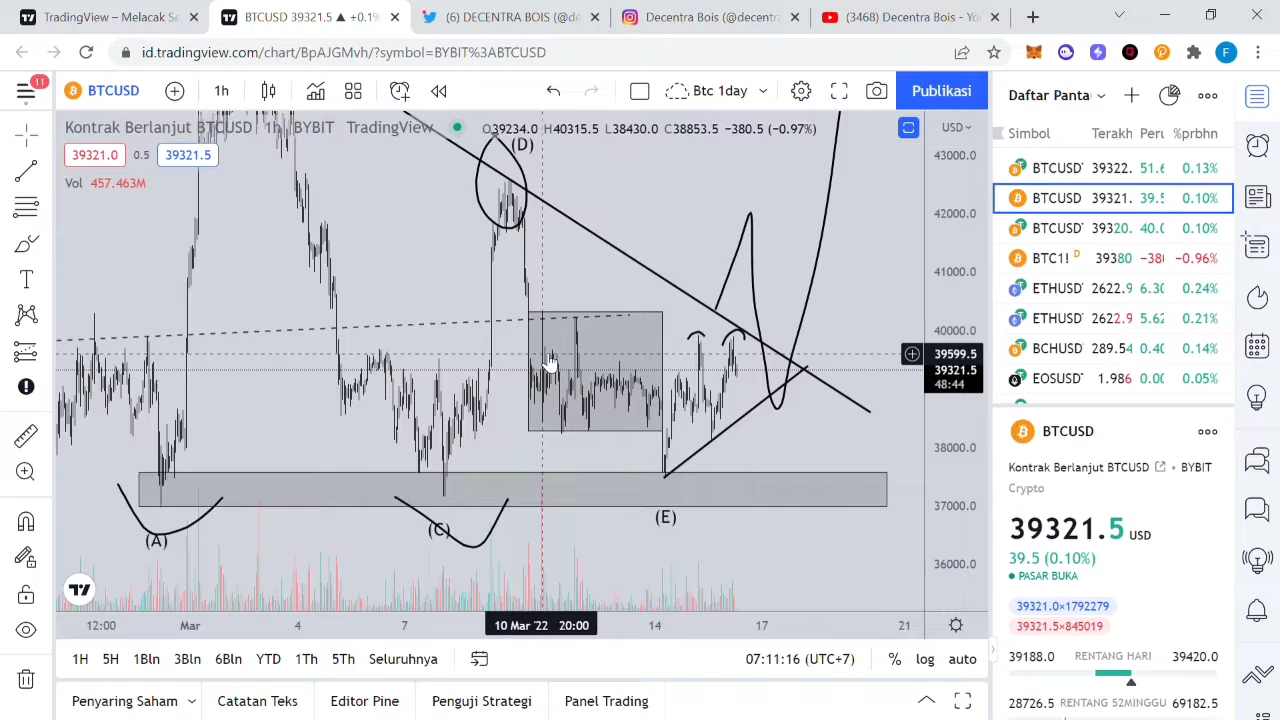 TradingView – Melacak Se
BTCUSD 39321.5 ▲ +0.1%
(6) DECENTRA BOIS (@de
Decentra Bois (@decentr
(3468) Decentra Bois - Yo
id.tradingview.com/chart/BpAJGMvh/?symbol=BYBIT%3ABTCUSD
F
11
BTCUSD
1h
Btc 1day
Publikasi
Daftar Panta
Kontrak Berlanjut BTCUSD · 1h · BYBIT · TradingView
O39234.0 H40315.5 L38430.0 C38853.5 −380.5 (−0.97%)
USD
39321.0 0.5 39321.5
Vol 457.463M
(D)
(A)
(C)
(E)
43000.0
42000.0
41000.0
40000.0
39599.5
39321.5
48:44
38000.0
37000.0
36000.0
12:00 Mar 4 7 10 Mar '22 20:00 14 17 21
1H 5H 1Bln 3Bln 6Bln YTD 1Th 5Th Seluruhnya
07:11:16 (UTC+7) % log auto
Penyaring Saham Catatan Teks Editor Pine Penguji Strategi Panel Trading
Simbol Terakh Peru %prbhn
BTCUSD 39322. 51.6 0.13%
BTCUSD 39321. 39.5 0.10%
BTCUSD 39320. 40.0 0.10%
BTC1! D 39380 −380 −0.96%
ETHUSD 2622.9 6.30 0.24%
ETHUSD 2622.9 5.62 0.21%
BCHUSD 289.54 0.40 0.14%
EOSUSD 1.986 0.00 0.05%
BTCUSD
Kontrak Berlanjut BTCUSD • BYBIT
Crypto
39321.5 USD
39.5 (0.10%)
PASAR BUKA
39321.0×1792279
39321.5×845019
39188.0 RENTANG HARI 39420.0
28726.5 RENTANG 52MINGGU 69182.5